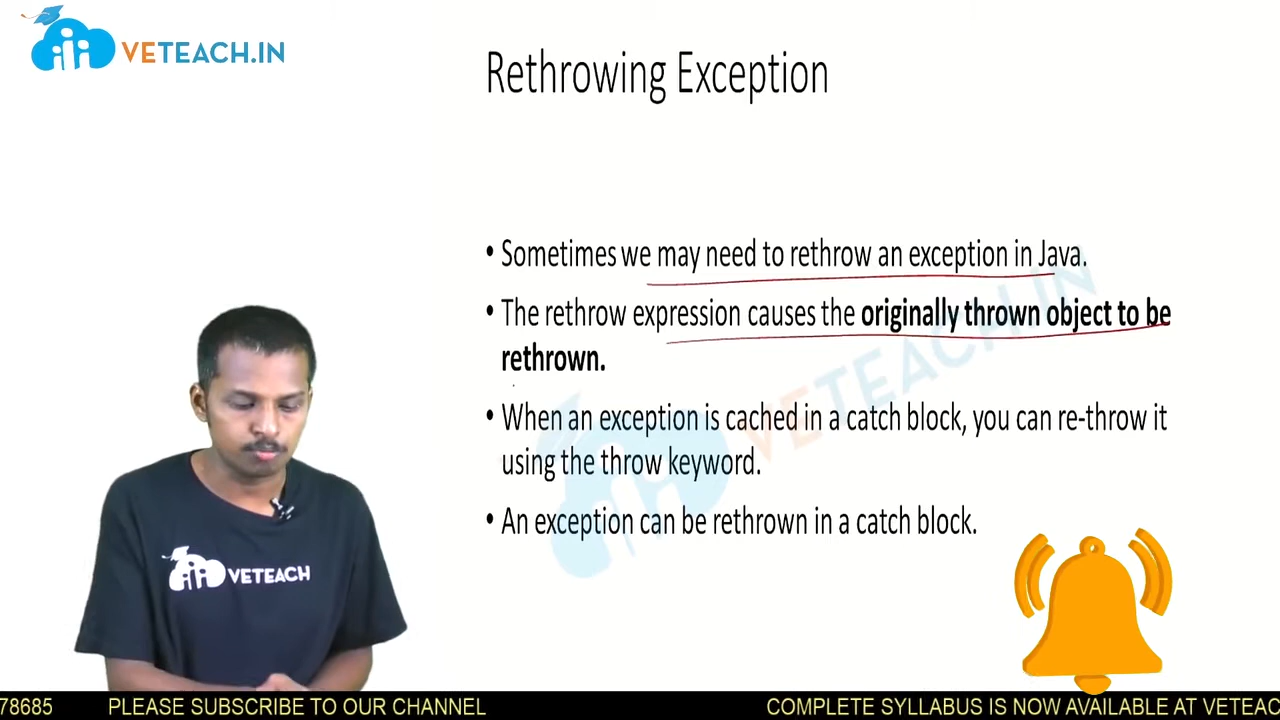 VETEACH.IN
Rethrowing Exception
• Sometimes we may need to rethrow an exception in Java.
• The rethrow expression causes the originally thrown object to be
rethrown.
• When an exception is cached in a catch block, you can re-throw it
using the throw keyword.
• An exception can be rethrown in a catch block.
VETEACH.IN
VETEACH
78685 PLEASE SUBSCRIBE TO OUR CHANNEL COMPLETE SYLLABUS IS NOW AVAILABLE AT VETEAC